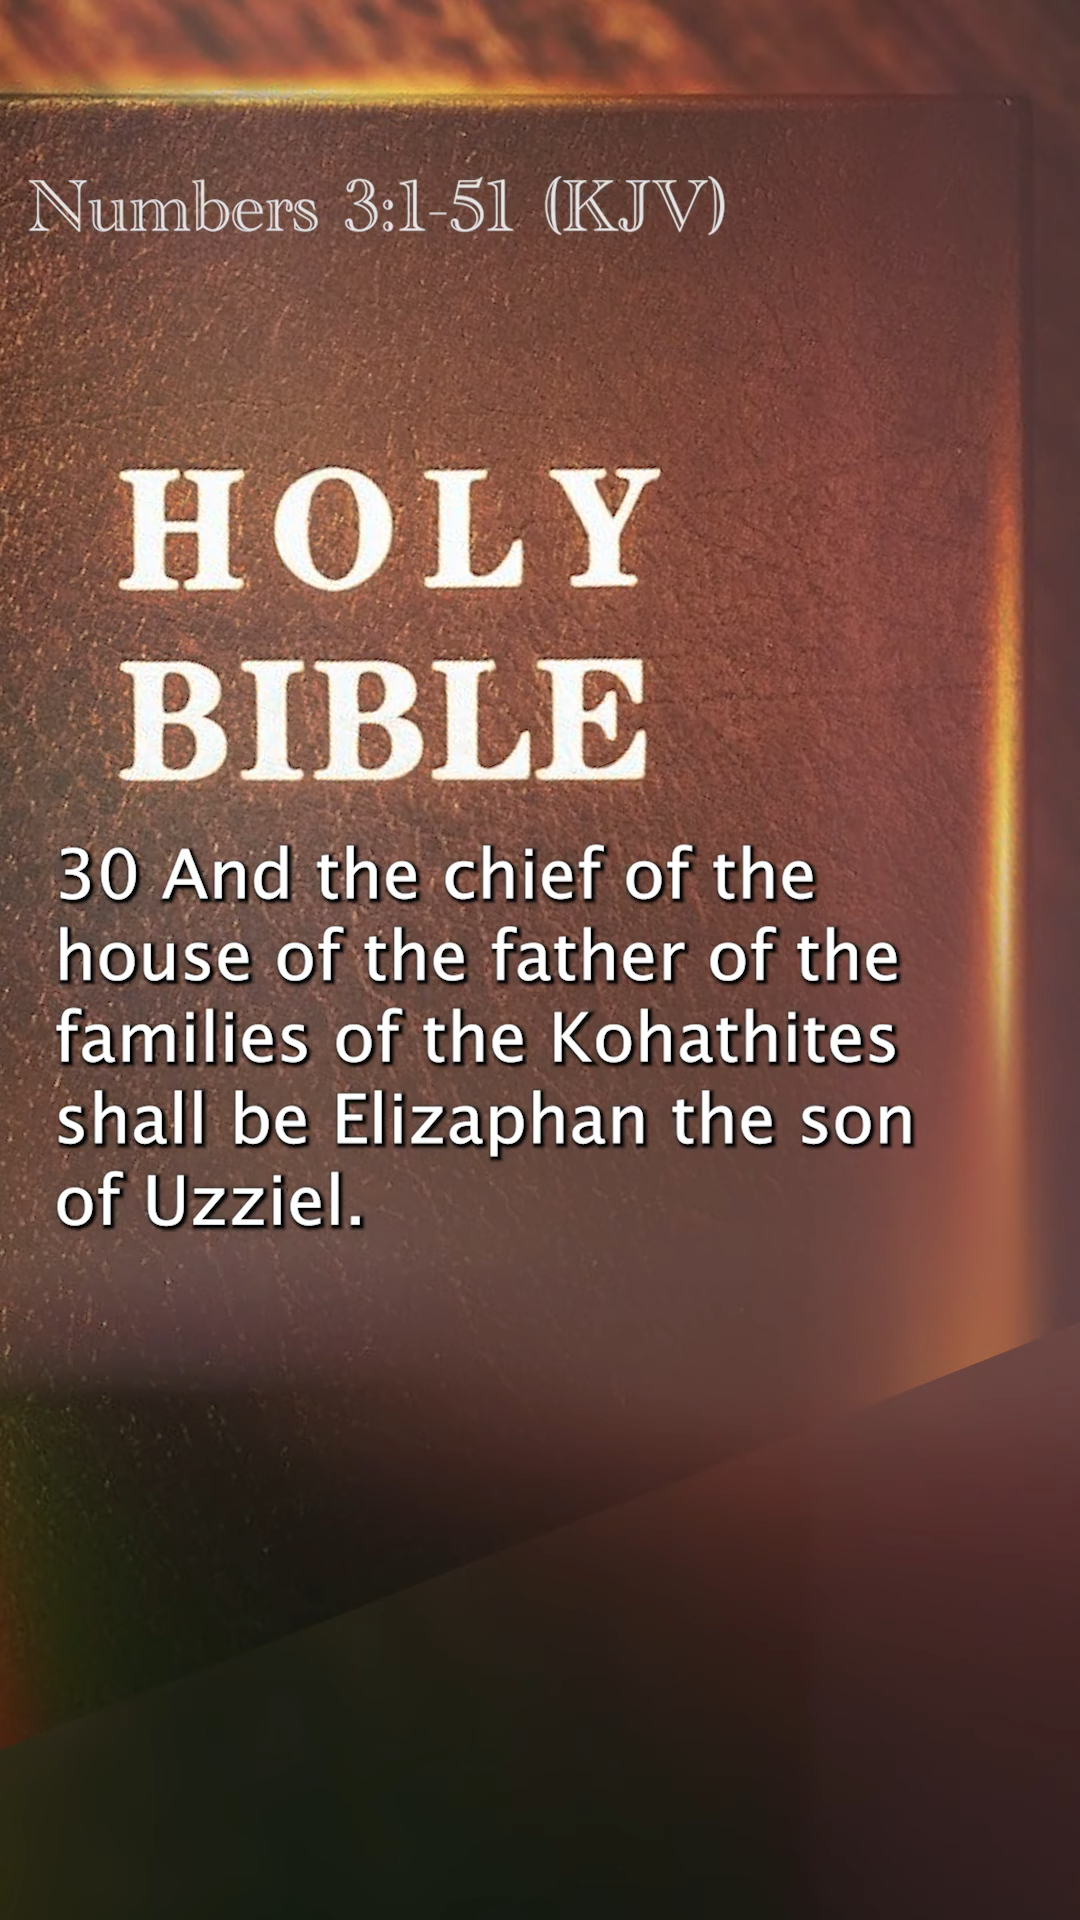 Numbers 3:1-51 (KJV)
HOLY
BIBLE
30 And the chief of the
house of the father of the
families of the Kohathites
shall be Elizaphan the son
of Uzziel.